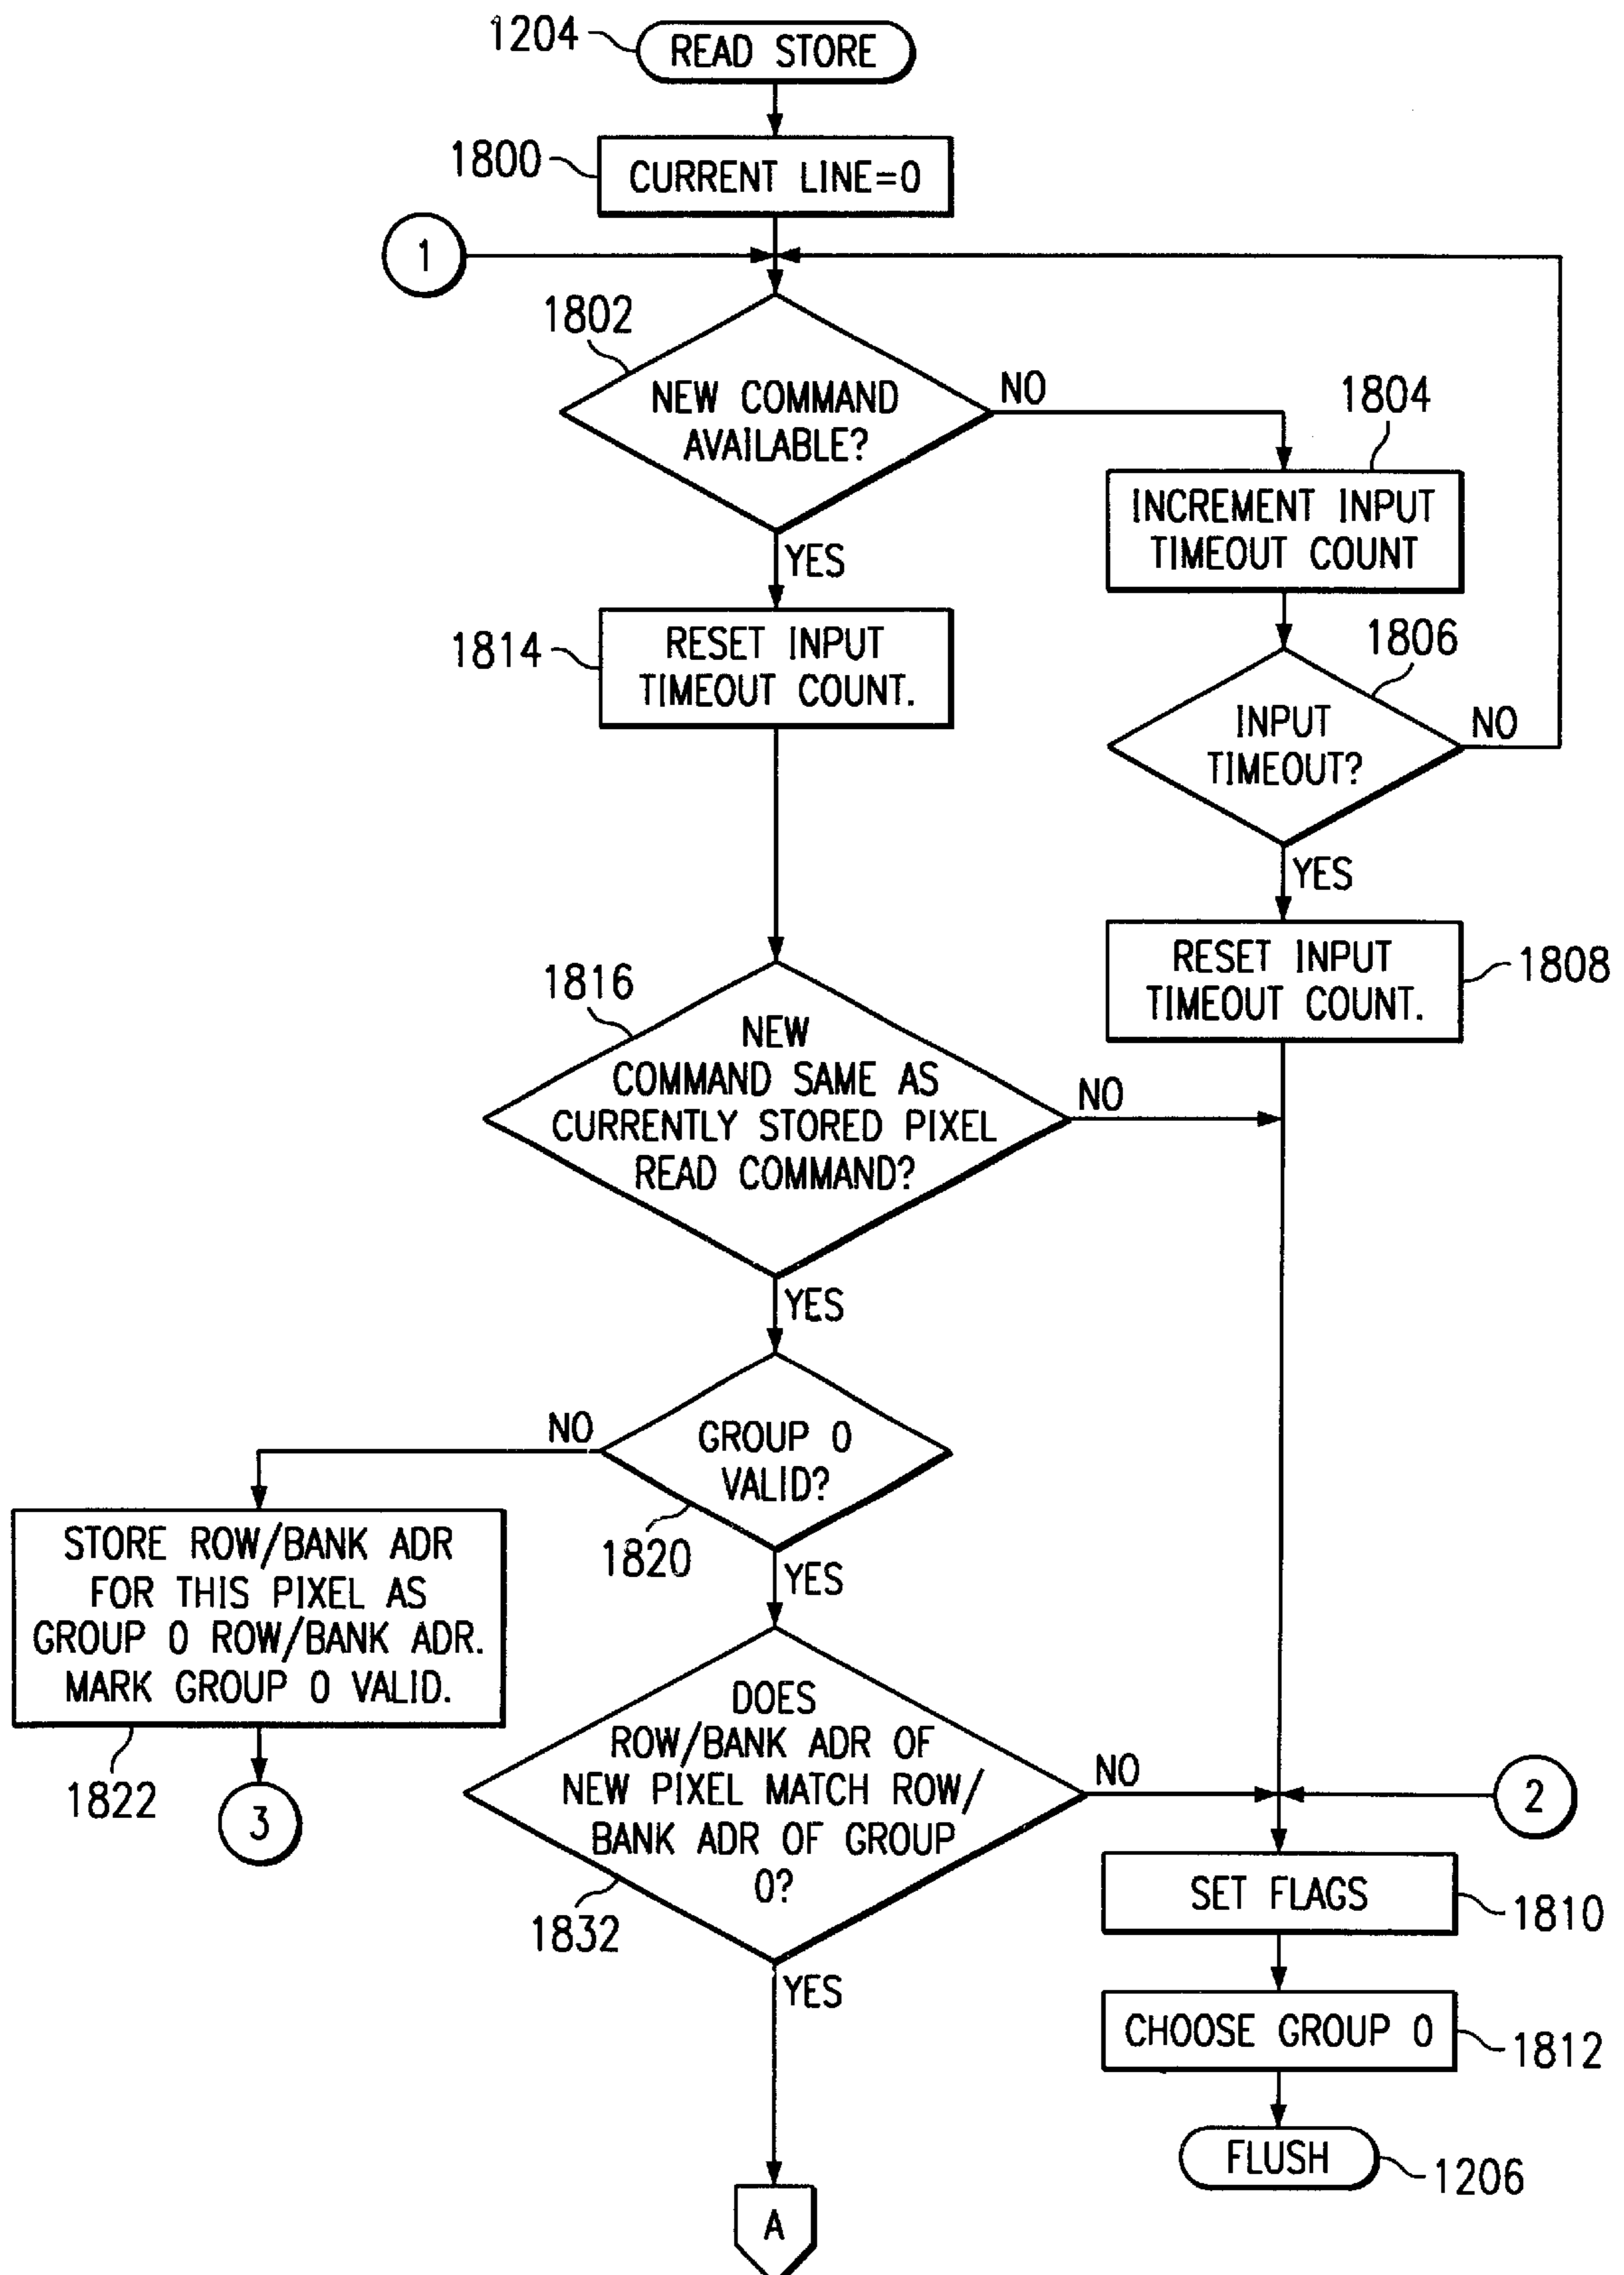 1204
READ STORE
1800
CURRENT LINE=0
1
1802
NEW COMMAND
AVAILABLE?
NO
1804
INCREMENT INPUT
TIMEOUT COUNT
YES
1814
RESET INPUT
TIMEOUT COUNT.
1806
INPUT
TIMEOUT?
NO
YES
RESET INPUT
TIMEOUT COUNT.
1808
1816
NEW
COMMAND SAME AS
CURRENTLY STORED PIXEL
READ COMMAND?
NO
YES
GROUP 0
VALID?
NO
1820
YES
STORE ROW/BANK ADR
FOR THIS PIXEL AS
GROUP 0 ROW/BANK ADR.
MARK GROUP 0 VALID.
1822
3
DOES
ROW/BANK ADR OF
NEW PIXEL MATCH ROW/
BANK ADR OF GROUP
0?
NO
2
1832
YES
SET FLAGS
1810
CHOOSE GROUP 0
1812
FLUSH
1206
A